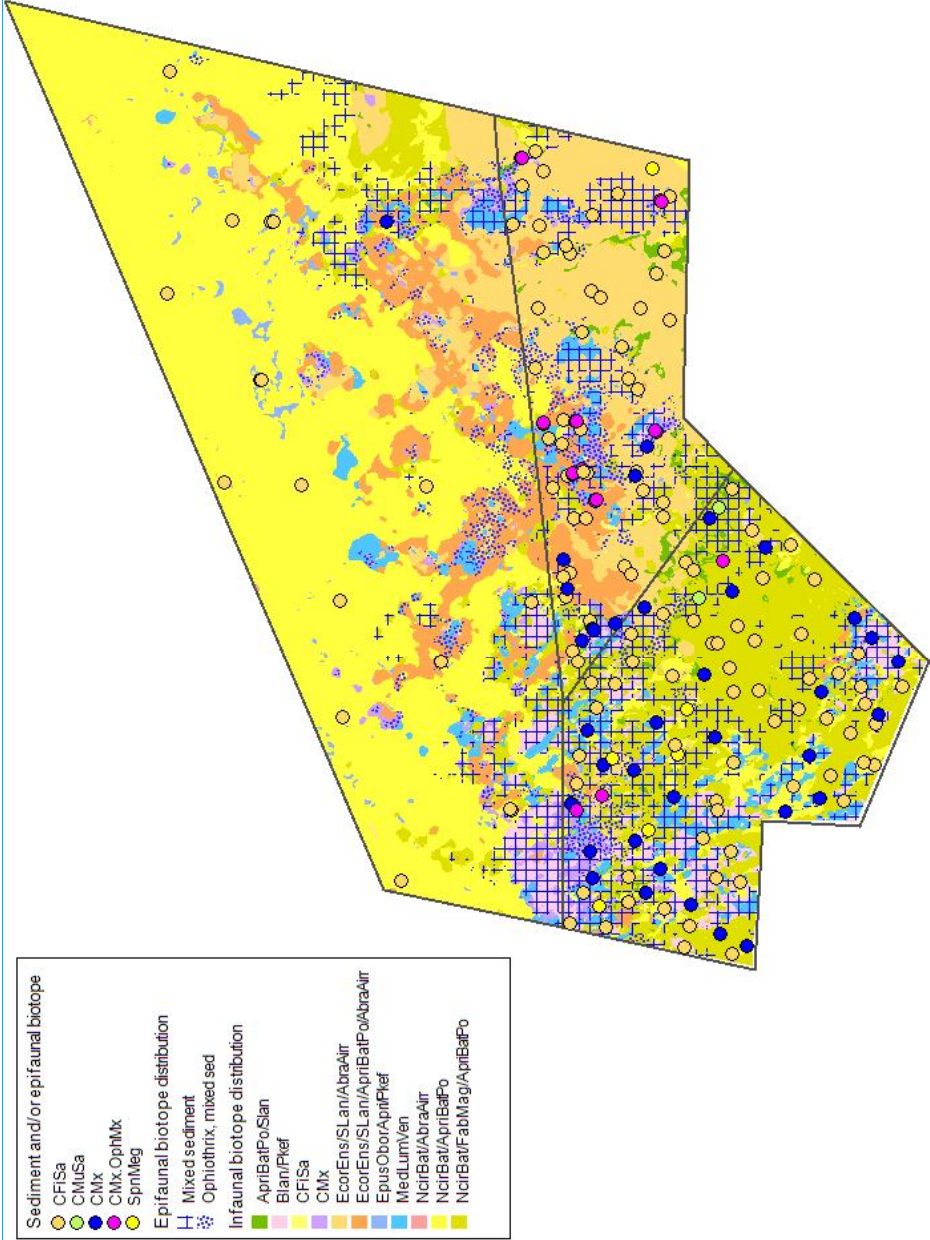 Sediment and/or epifaunal biotope
CFiSa
CMuSa
CMx
CMx.OphMx
SpnMeg
Epifaunal biotope distribution
Mixed sediment
Ophiothrix, mixed sed
Infaunal biotope distribution
ApriBatPo/Slan
Blan/Pkef
CFiSa
CMx
EcorEns/SLan/AbraAirr
EcorEns/SLan/ApriBatPo/AbraAirr
EpusOborApri/Pkef
MedLumVen
NcirBat/AbraAirr
NcirBat/ApriBatPo
NcirBat/FabMag/ApriBatPo